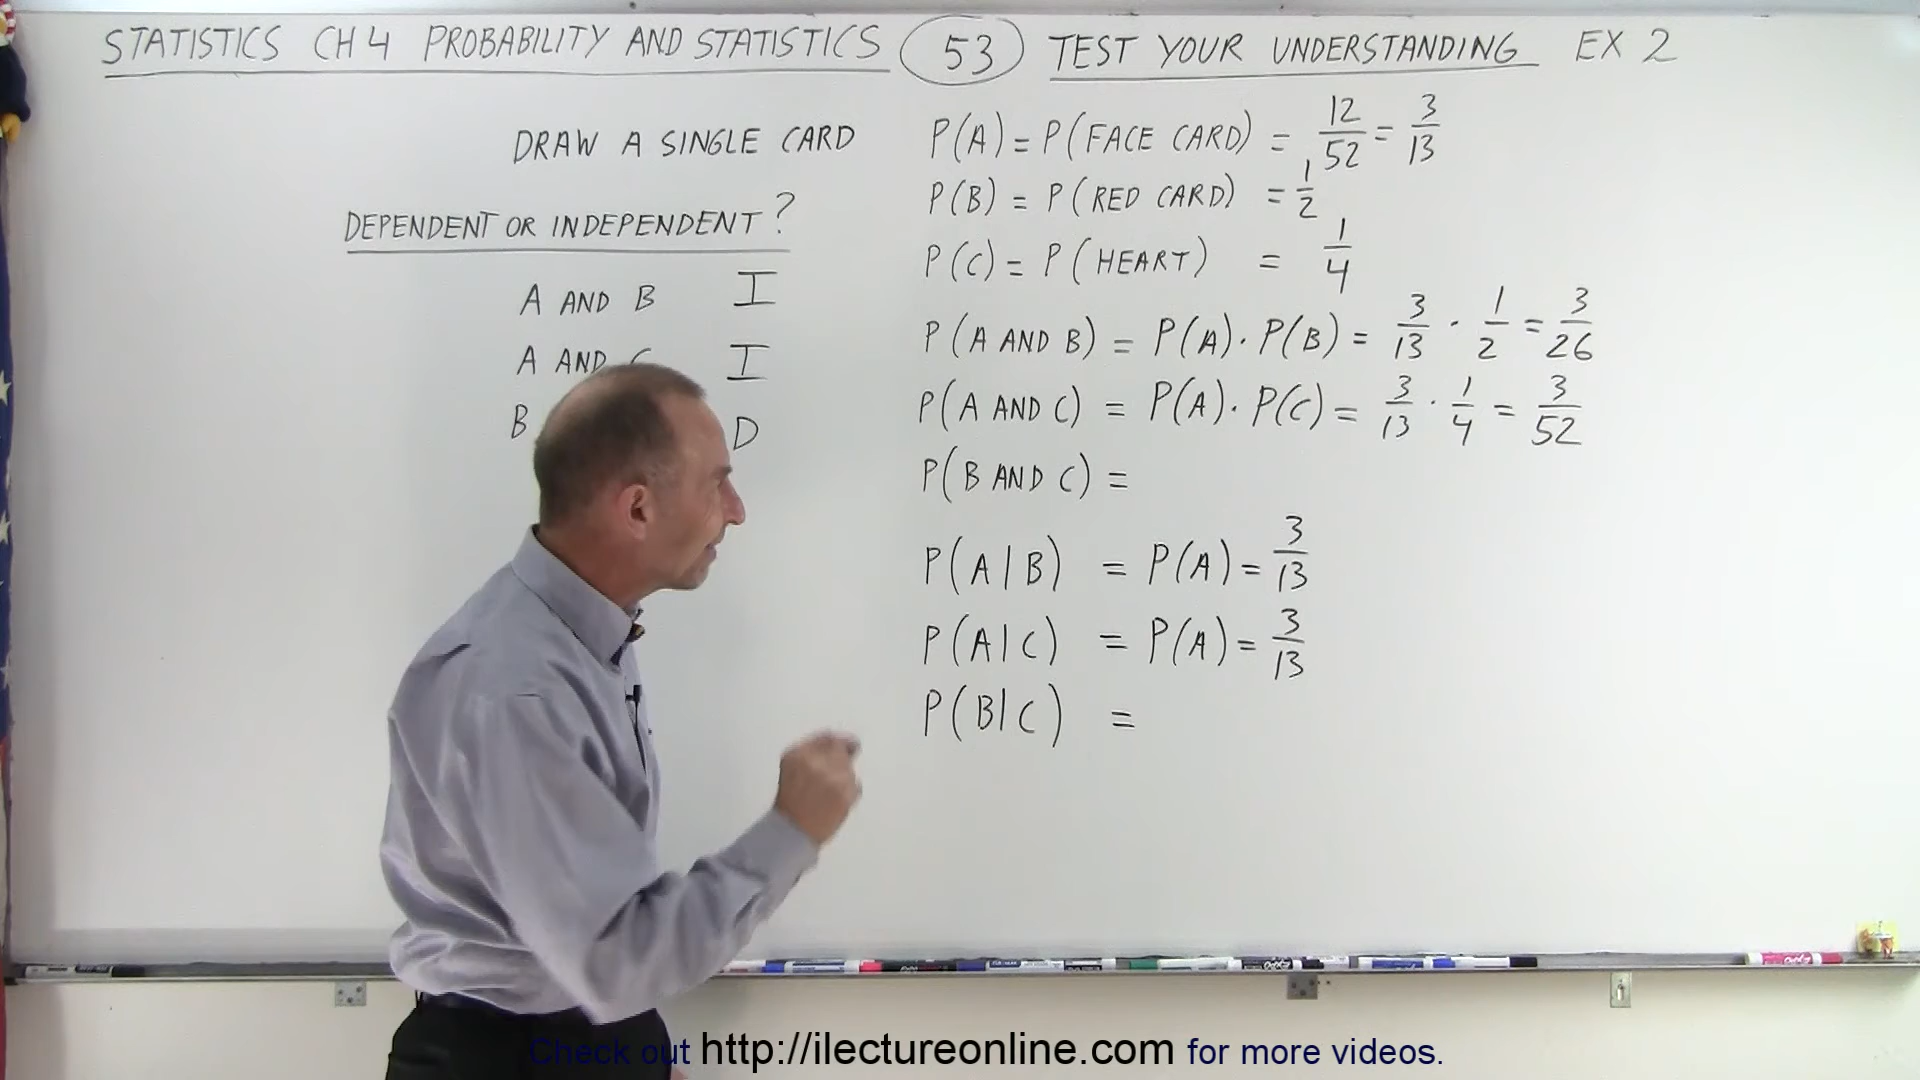 STATISTICS CH 4 PROBABILITY AND STATISTICS 53 TEST YOUR UNDERSTANDING EX 2
DRAW A SINGLE CARD
DEPENDENT OR INDEPENDENT?
A AND B I
A AND C I
B D
P(A) = P(FACE CARD) = 12/52 = 3/13
P(B) = P(RED CARD) = 1/2
P(C) = P(HEART) = 1/4
P(A AND B) = P(A)·P(B) = 3/13 · 1/2 = 3/26
P(A AND C) = P(A)·P(C) = 3/13 · 1/4 = 3/52
P(B AND C) =
P(A|B) = P(A) = 3/13
P(A|C) = P(A) = 3/13
P(B|C) =
Check out http://ilectureonline.com for more videos.